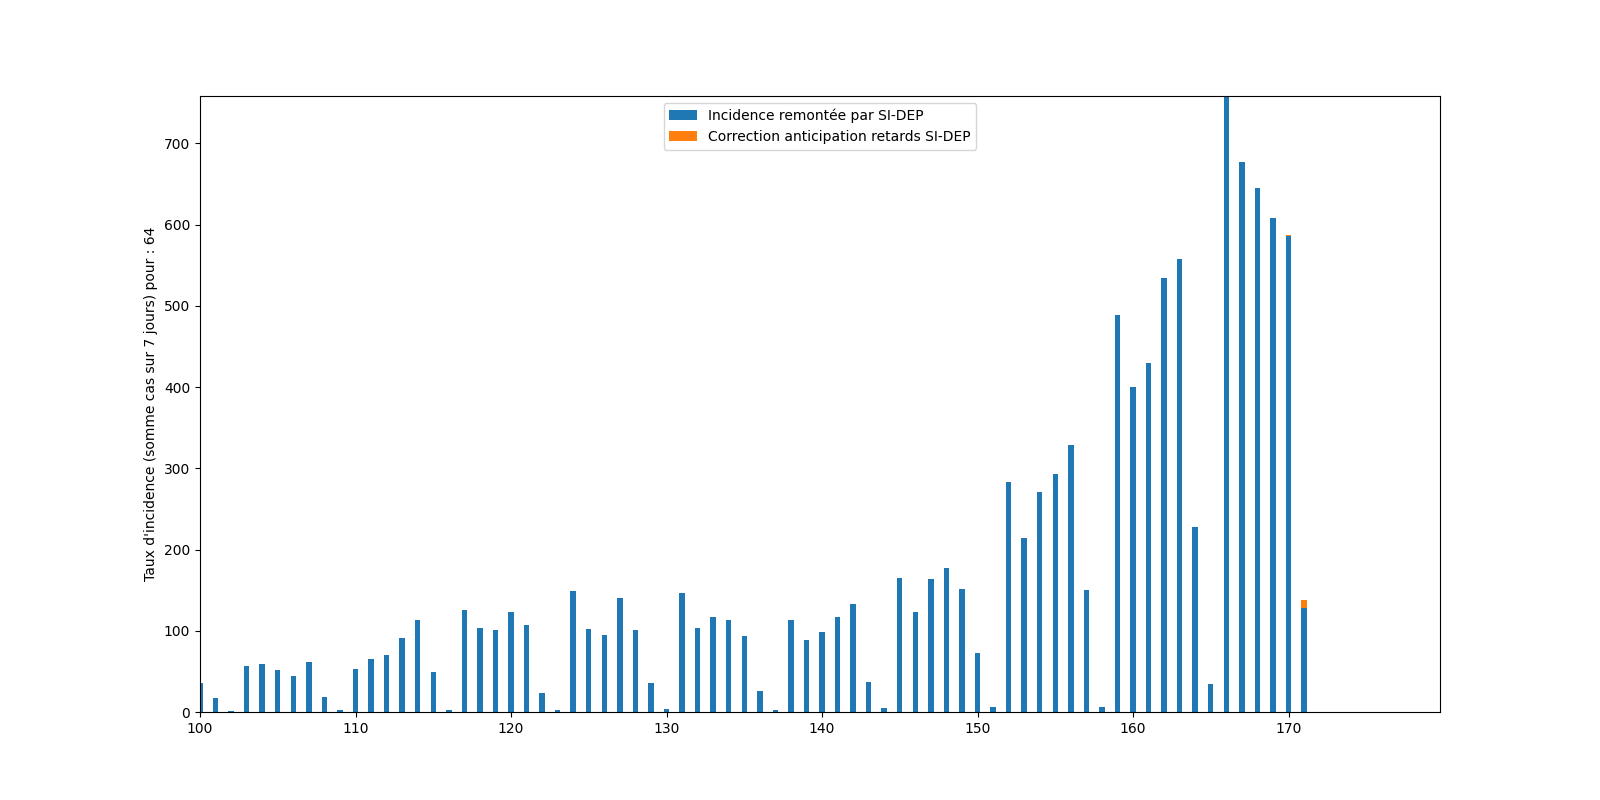 Incidence remontée par SI-DEP
Correction anticipation retards SI-DEP
Taux d'incidence (somme cas sur 7 jours) pour : 64
700
600
500
400
300
200
100
0
100 110 120 130 140 150 160 170